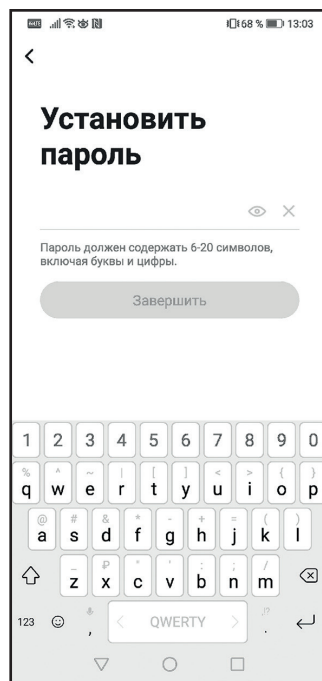 VoLTE 68 % 13:03
Установить
пароль
Пароль должен содержать 6-20 символов,
включая буквы и цифры.
Завершить
1 2 3 4 5 6 7 8 9 0
% ^ ~ | [ ] < > { }
q w e r t y u i o p
@ # & * - + = ( )
a s d f g h j k l
_ ₽ " ' : ; /
z x c v b n m
123 , QWERTY . ,!?